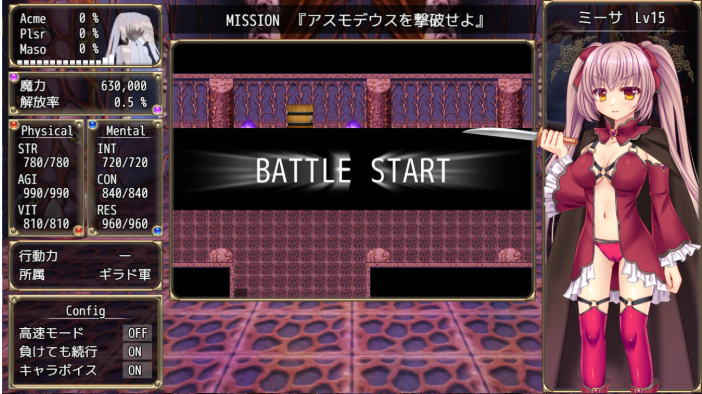 Acme 0 %
Plsr 0 %
Maso 0 %
魔力 630,000
解放率 0.5 %
Physical
STR
780/780
AGI
990/990
VIT
810/810
Mental
INT
720/720
CON
840/840
RES
960/960
行動力 ―
所属 ギラド軍
Config
高速モード OFF
負けても続行 ON
キャラボイス ON
MISSION 『アスモデウスを撃破せよ』
BATTLE START
ミーサ Lv15